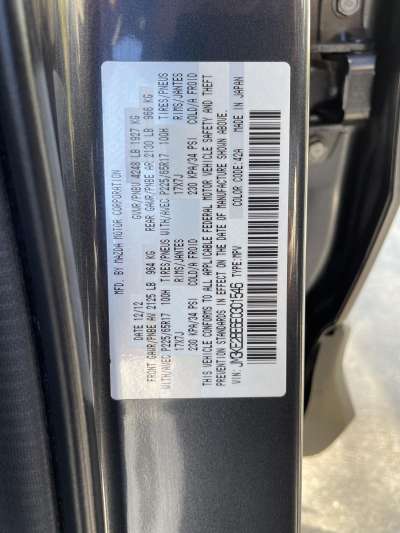 MFD. BY MAZDA MOTOR CORPORATION
DATE 12/12 GVWR/PNBV 4248 LB 1927 KG
FRONT GAWR/PNBE AV 2125 LB 964 KG REAR GAWR/PNBE AR 2130 LB 966 KG
WITH/AVEC P225/65R17 100H TIRES/PNEUS WITH/AVEC P225/65R17 100H TIRES/PNEUS
17X7J RIMS/JANTES 17X7J RIMS/JANTES
230 KPA/34 PSI COLD/A FROID 230 KPA/34 PSI COLD/A FROID
THIS VEHICLE CONFORMS TO ALL APPLICABLE FEDERAL MOTOR VEHICLE SAFETY AND THEFT
PREVENTION STANDARDS IN EFFECT ON THE DATE OF MANUFACTURE SHOWN ABOVE.
COLOR CODE: 42A MADE IN JAPAN
VIN: TYPE: MPV